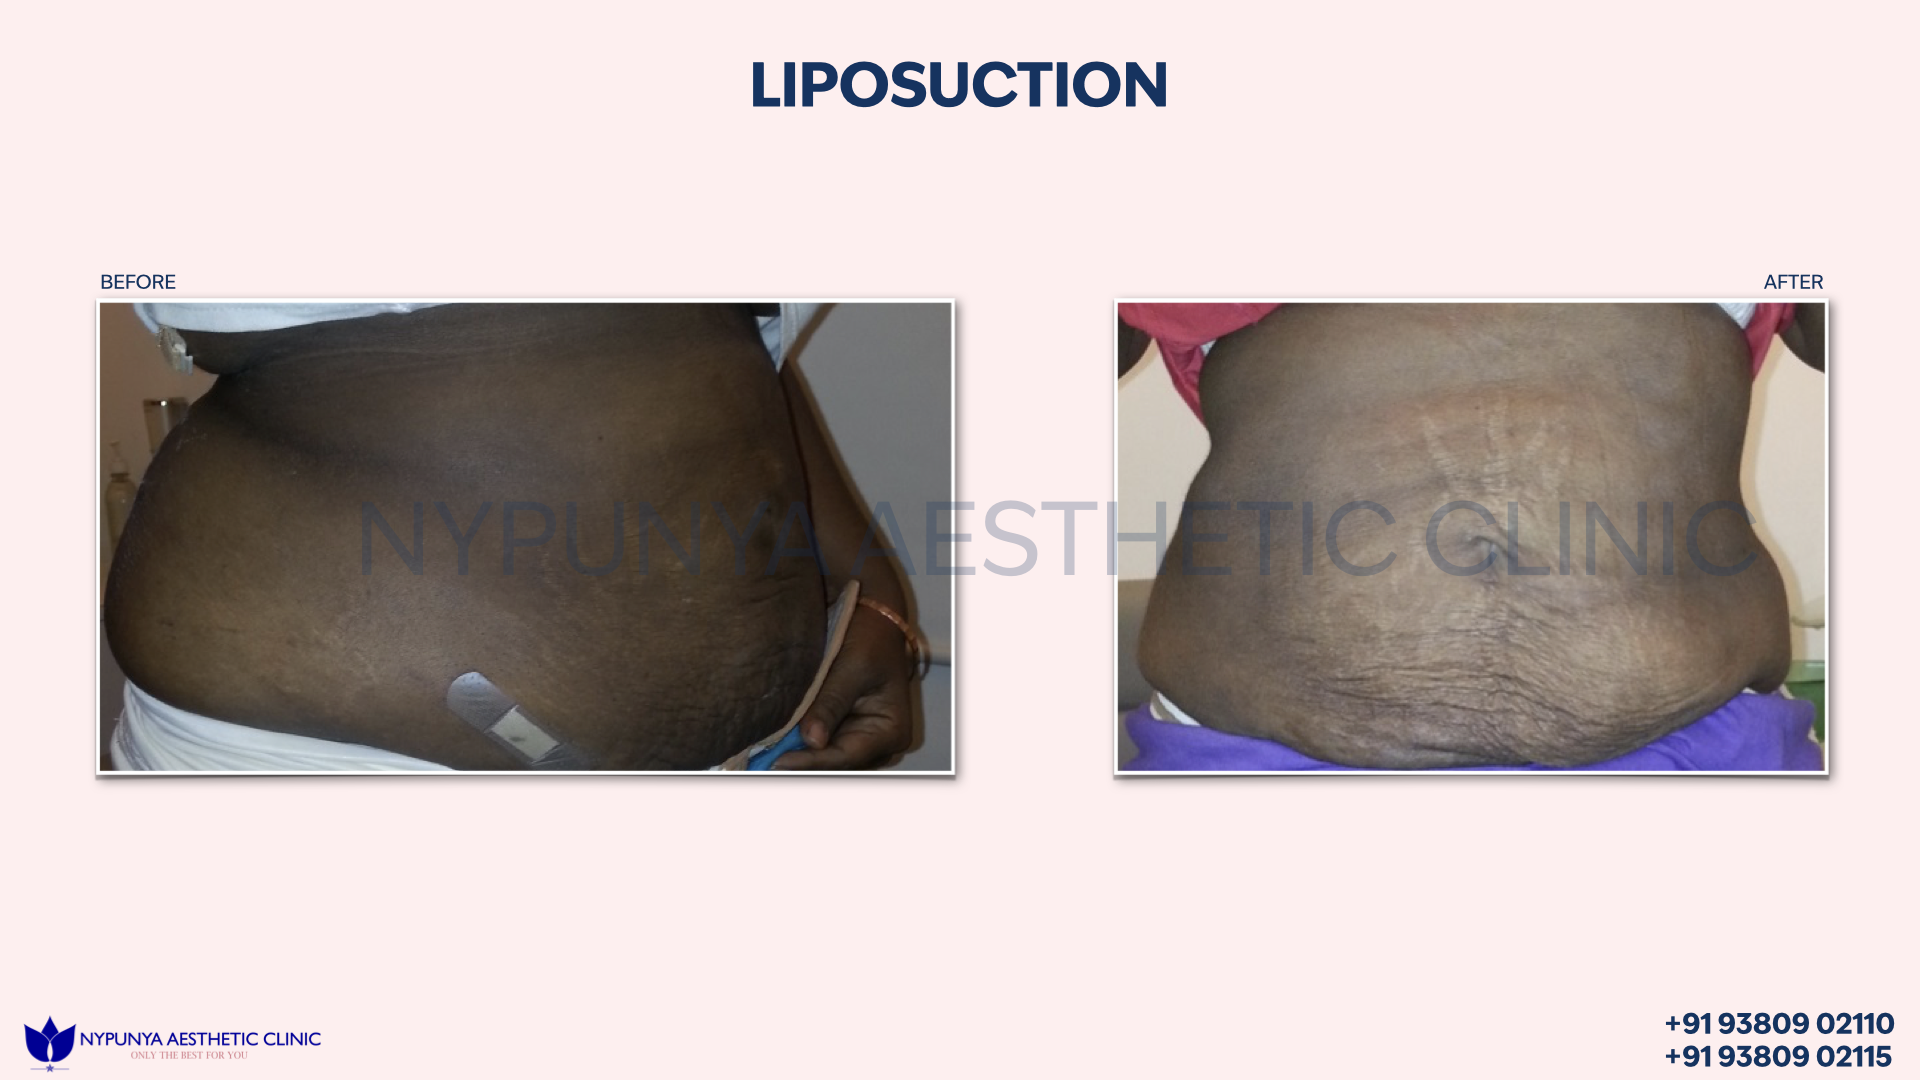 LIPOSUCTION
BEFORE
AFTER
NYPUNYA AESTHETIC CLINIC
NYPUNYA AESTHETIC CLINIC
ONLY THE BEST FOR YOU
+91 93809 02110
+91 93809 02115